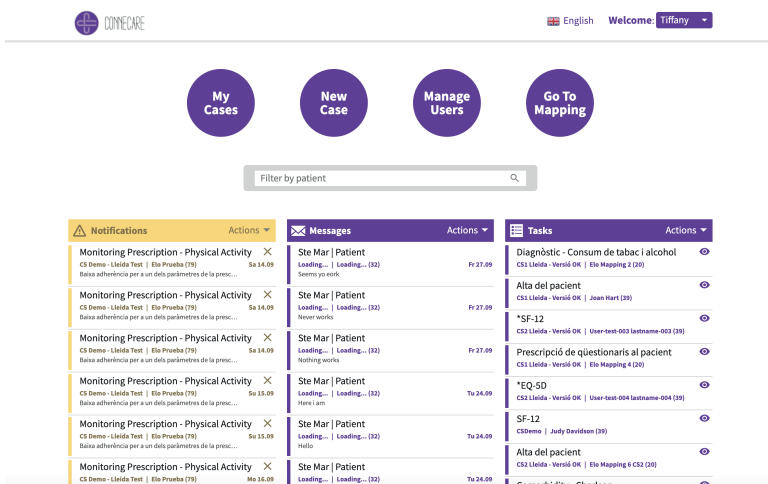 CONNECARE
English Welcome: Tiffany
My
Cases
New
Case
Manage
Users
Go To
Mapping
Filter by patient
Notifications Actions
Monitoring Prescription - Physical Activity
CS Demo - Lleida Test | Elo Prueba (79) Sa 14.09
Baixa adherència per a un dels paràmetres de la presc...
Monitoring Prescription - Physical Activity
CS Demo - Lleida Test | Elo Prueba (79) Sa 14.09
Baixa adherència per a un dels paràmetres de la presc...
Monitoring Prescription - Physical Activity
CS Demo - Lleida Test | Elo Prueba (79) Sa 14.09
Baixa adherència per a un dels paràmetres de la presc...
Monitoring Prescription - Physical Activity
CS Demo - Lleida Test | Elo Prueba (79) Su 15.09
Baixa adherència per a un dels paràmetres de la presc...
Monitoring Prescription - Physical Activity
CS Demo - Lleida Test | Elo Prueba (79) Su 15.09
Baixa adherència per a un dels paràmetres de la presc...
Monitoring Prescription - Physical Activity
CS Demo - Lleida Test | Elo Prueba (79) Mo 16.09
Messages Actions
Ste Mar | Patient
Loading... | Loading... (32) Fr 27.09
Seems yo eork
Ste Mar | Patient
Loading... | Loading... (32) Fr 27.09
Never works
Ste Mar | Patient
Loading... | Loading... (32) Fr 27.09
Nothing works
Ste Mar | Patient
Loading... | Loading... (32) Tu 24.09
Here i am
Ste Mar | Patient
Loading... | Loading... (32) Tu 24.09
Hello
Ste Mar | Patient
Loading... | Loading... (32) Tu 24.09
Tasks Actions
Diagnòstic - Consum de tabac i alcohol
CS1 Lleida - Versió OK | Elo Mapping 2 (20)
Alta del pacient
CS1 Lleida - Versió OK | Joan Hart (39)
*SF-12
CS2 Lleida - Versió OK | User-test-003 lastname-003 (39)
Prescripció de qüestionaris al pacient
CS1 Lleida - Versió OK | Elo Mapping 4 (20)
*EQ-5D
CS2 Lleida - Versió OK | User-test-004 lastname-004 (39)
SF-12
CSDemo | Judy Davidson (39)
Alta del pacient
CS2 Lleida - Versió OK | Elo Mapping 6 CS2 (20)